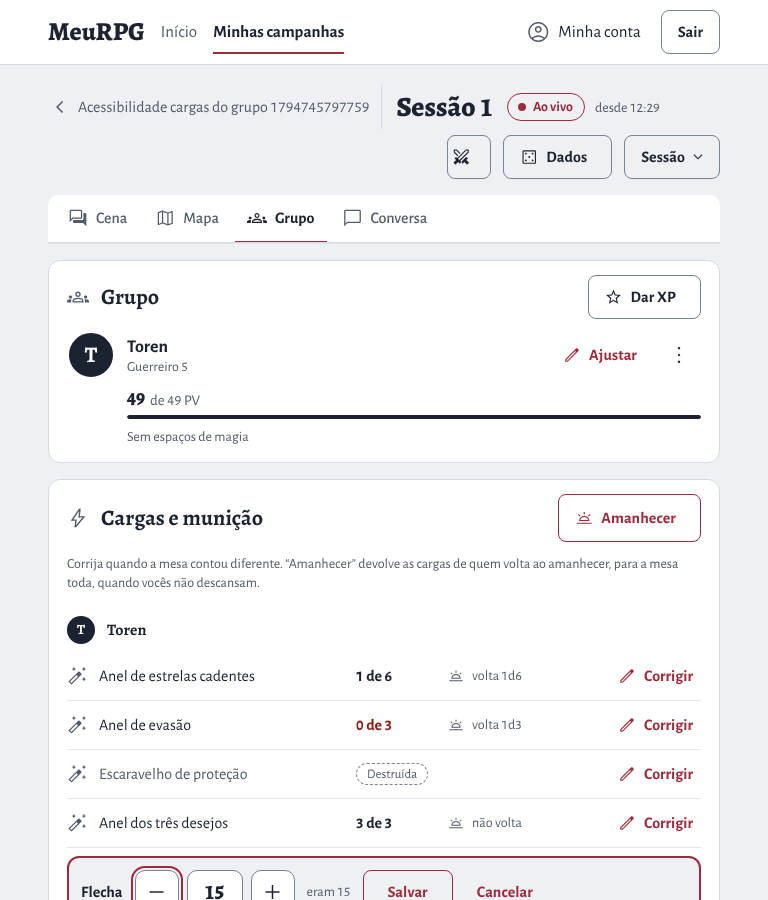 MeuRPG Início Minhas campanhas Minha conta Sair
Acessibilidade cargas do grupo 1794745797759 Sessão 1 Ao vivo desde 12:29
Dados Sessão
Cena Mapa Grupo Conversa
Grupo Dar XP
T Toren Ajustar
Guerreiro 5
49 de 49 PV
Sem espaços de magia
Cargas e munição Amanhecer
Corrija quando a mesa contou diferente. “Amanhecer” devolve as cargas de quem volta ao amanhecer, para a mesa
toda, quando vocês não descansam.
T Toren
Anel de estrelas cadentes 1 de 6 volta 1d6 Corrigir
Anel de evasão 0 de 3 volta 1d3 Corrigir
Escaravelho de proteção Destruída Corrigir
Anel dos três desejos 3 de 3 não volta Corrigir
Flecha 15 eram 15 Salvar Cancelar